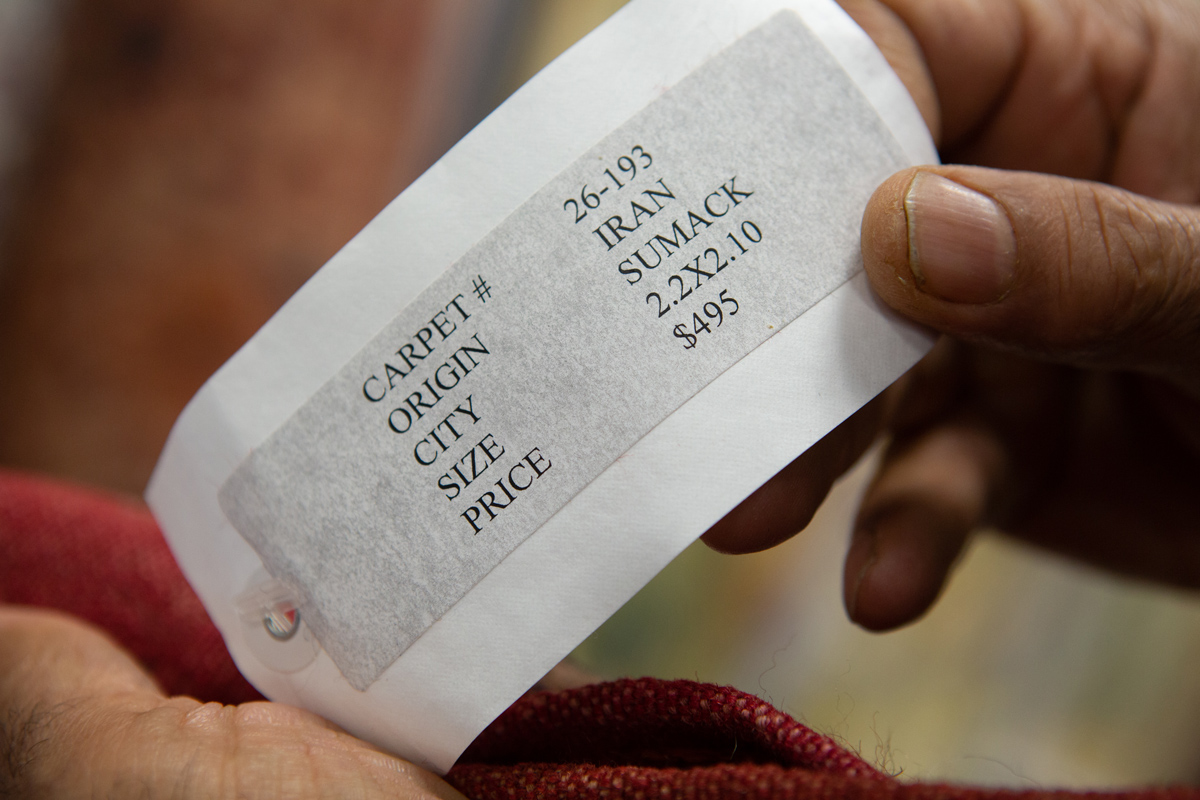 CARPET # 26-193
ORIGIN IRAN
CITY SUMACK
SIZE 2.2X2.10
PRICE $495